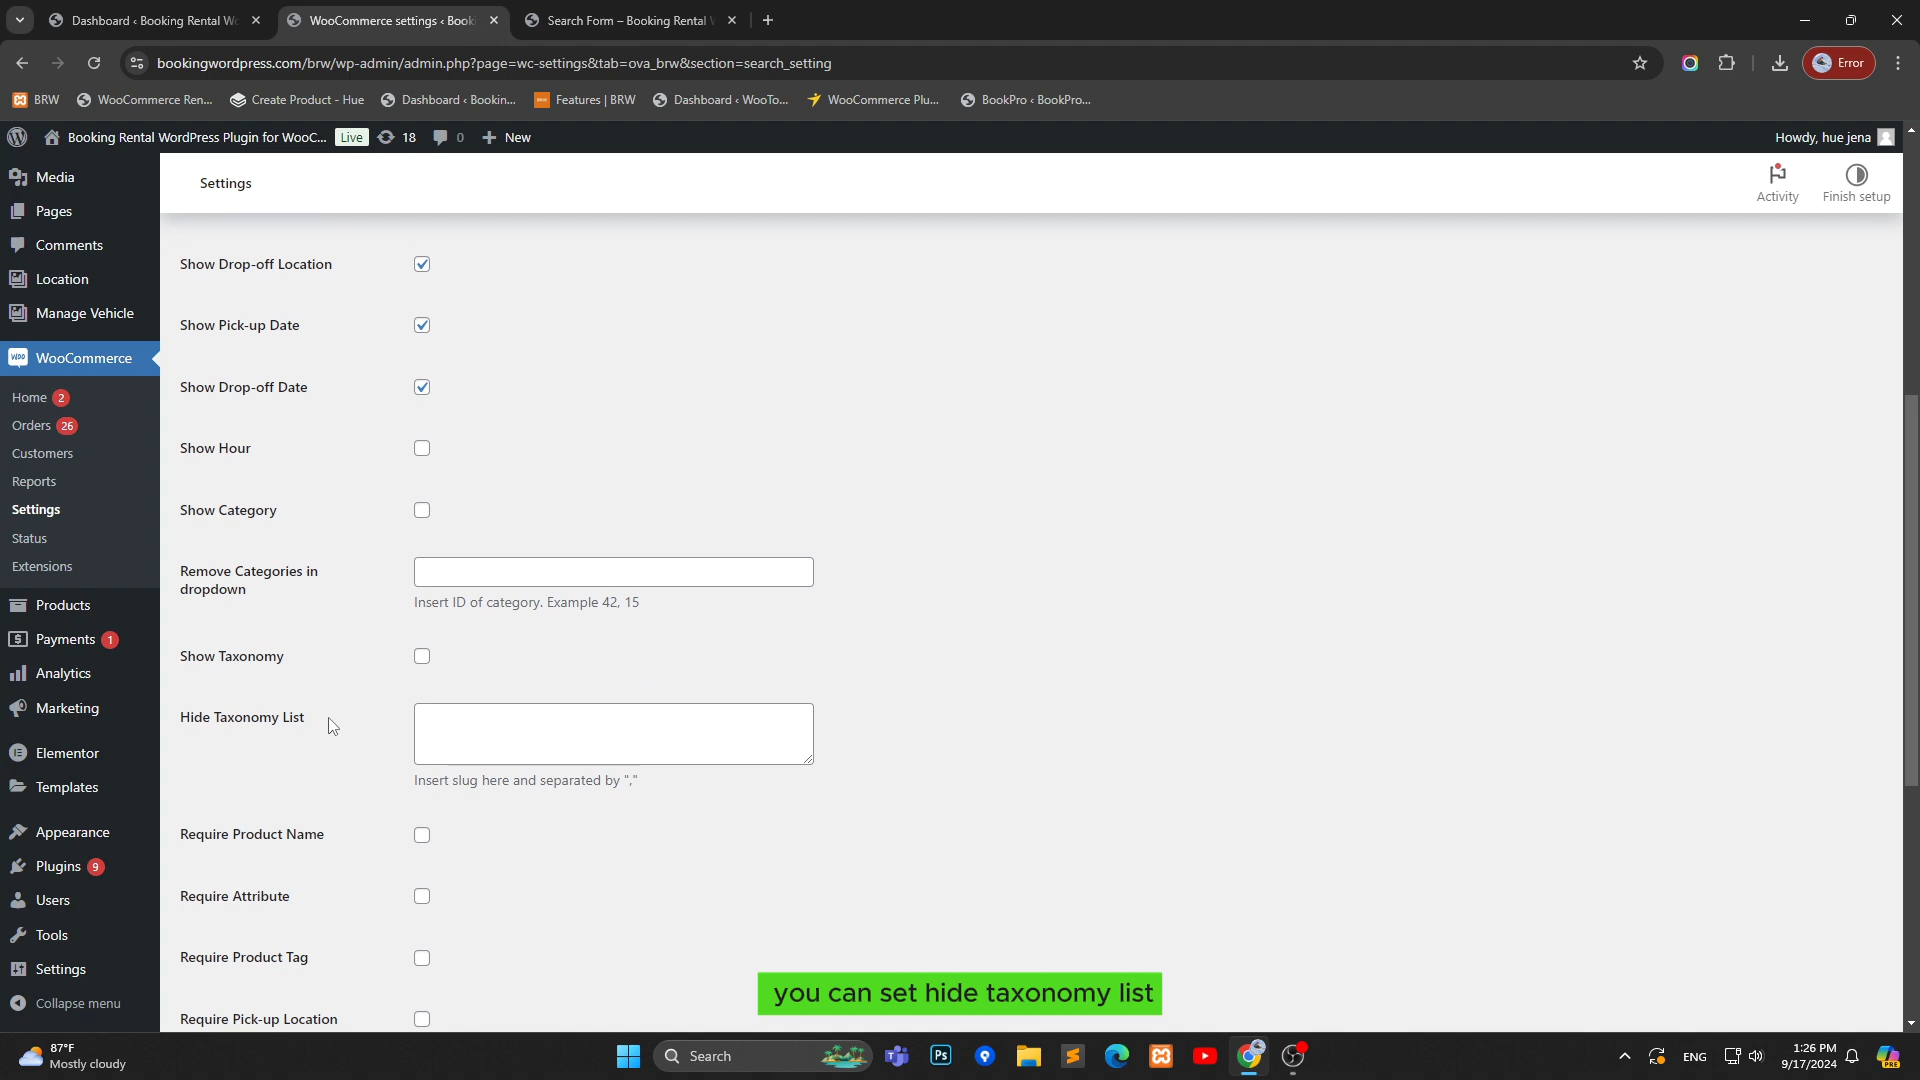 Dashboard ‹ Booking Rental Wo
WooCommerce settings ‹ Book
Search Form – Booking Rental
bookingwordpress.com/brw/wp-admin/admin.php?page=wc-settings&tab=ova_brw&section=search_setting
Error
BRW
WooCommerce Ren...
Create Product - Hue
Dashboard ‹ Bookin...
Features | BRW
Dashboard ‹ WooTo...
WooCommerce Plu...
BookPro ‹ BookPro...
Booking Rental WordPress Plugin for WooC...
Live
18
0
New
Howdy, hue jena
Media
Pages
Comments
Location
Manage Vehicle
WooCommerce
Home 2
Orders 26
Customers
Reports
Settings
Status
Extensions
Products
Payments 1
Analytics
Marketing
Elementor
Templates
Appearance
Plugins 9
Users
Tools
Settings
Collapse menu
Settings
Activity
Finish setup
Show Drop-off Location
Show Pick-up Date
Show Drop-off Date
Show Hour
Show Category
Remove Categories in
dropdown
Insert ID of category. Example 42, 15
Show Taxonomy
Hide Taxonomy List
Insert slug here and separated by ","
Require Product Name
Require Attribute
Require Product Tag
Require Pick-up Location
you can set hide taxonomy list
87°F
Mostly cloudy
Search
Ps
ENG
1:26 PM
9/17/2024
PRE